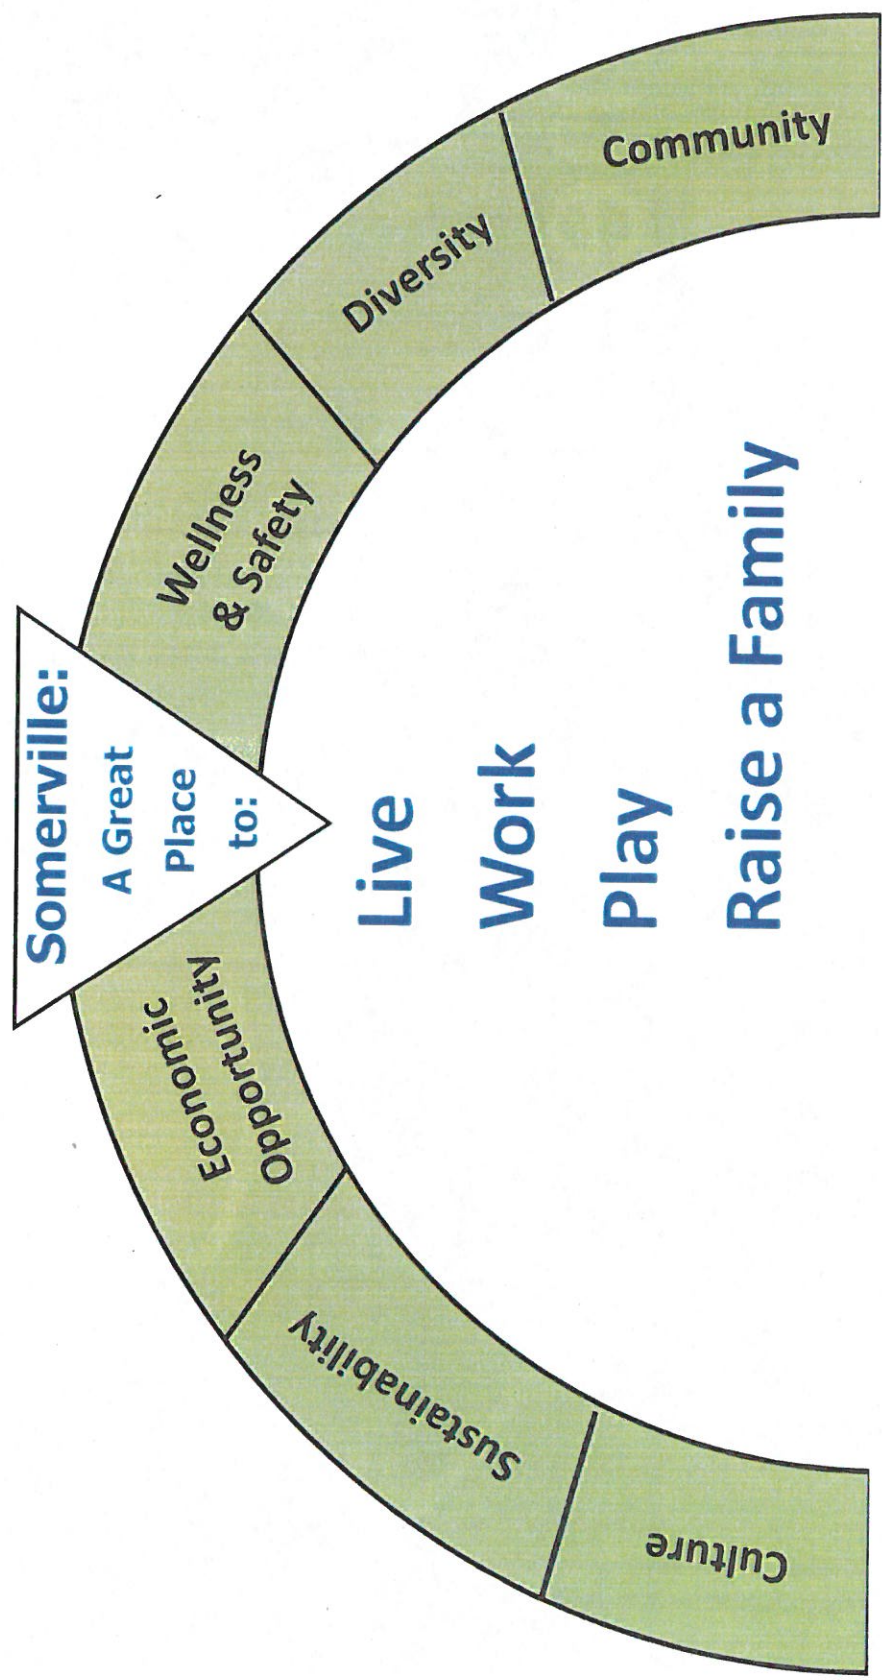 Somerville:
A Great
Place
to:
Culture
Sustainability
Economic
Opportunity
Wellness
& Safety
Diversity
Community
Live
Work
Play
Raise a Family